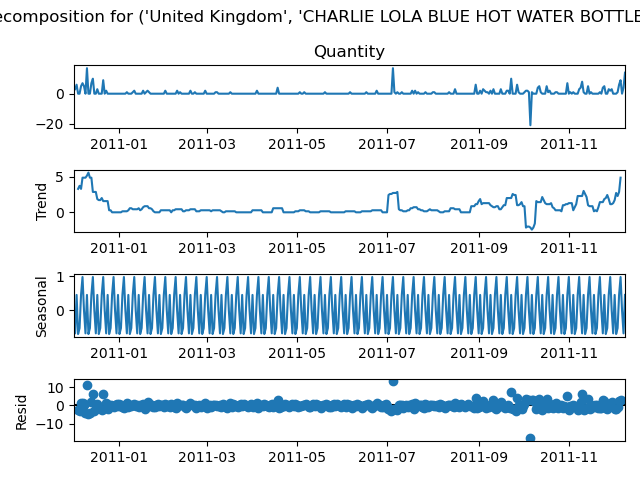 ecomposition for ('United Kingdom', 'CHARLIE LOLA BLUE HOT WATER BOTTLE
Quantity
0
−20
2011-01 2011-03 2011-05 2011-07 2011-09 2011-11
Trend
5
0
2011-01 2011-03 2011-05 2011-07 2011-09 2011-11
Seasonal
1
0
2011-01 2011-03 2011-05 2011-07 2011-09 2011-11
Resid
10
0
−10
2011-01 2011-03 2011-05 2011-07 2011-09 2011-11